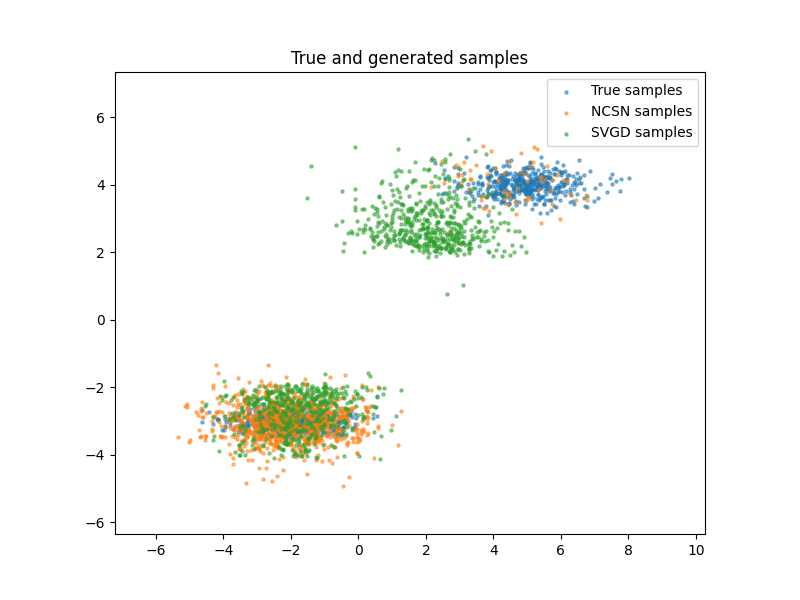 True and generated samples
True samples
NCSN samples
SVGD samples
6
4
2
0
−2
−4
−6
−6 −4 −2 0 2 4 6 8 10